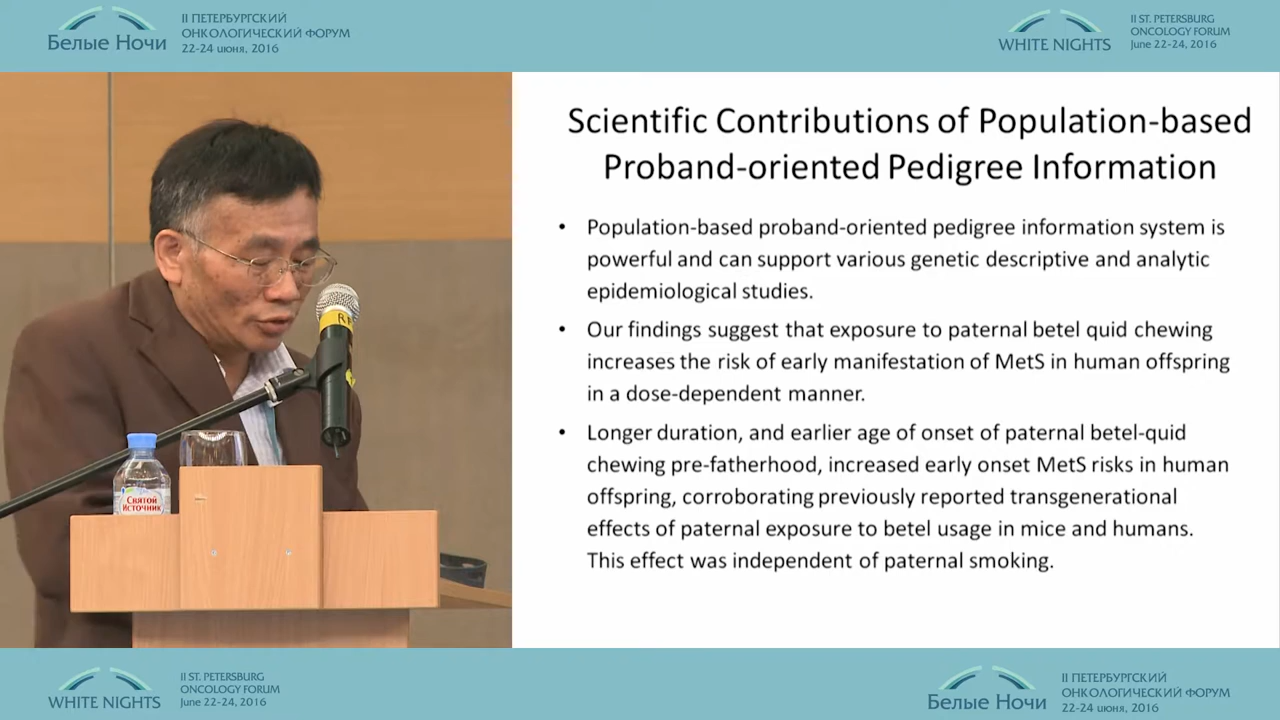 Белые Ночи
II ПЕТЕРБУРГСКИЙ
ОНКОЛОГИЧЕСКИЙ ФОРУМ
22-24 июня, 2016
WHITE NIGHTS
II ST. PETERSBURG
ONCOLOGY FORUM
June 22-24, 2016
Scientific Contributions of Population-based
Proband-oriented Pedigree Information
• Population-based proband-oriented pedigree information system is
powerful and can support various genetic descriptive and analytic
epidemiological studies.
• Our findings suggest that exposure to paternal betel quid chewing
increases the risk of early manifestation of MetS in human offspring
in a dose-dependent manner.
• Longer duration, and earlier age of onset of paternal betel-quid
chewing pre-fatherhood, increased early onset MetS risks in human
offspring, corroborating previously reported transgenerational
effects of paternal exposure to betel usage in mice and humans.
This effect was independent of paternal smoking.
Святой
Источник
WHITE NIGHTS
II ST. PETERSBURG
ONCOLOGY FORUM
June 22-24, 2016
Белые Ночи
II ПЕТЕРБУРГСКИЙ
ОНКОЛОГИЧЕСКИЙ ФОРУМ
22-24 июня, 2016